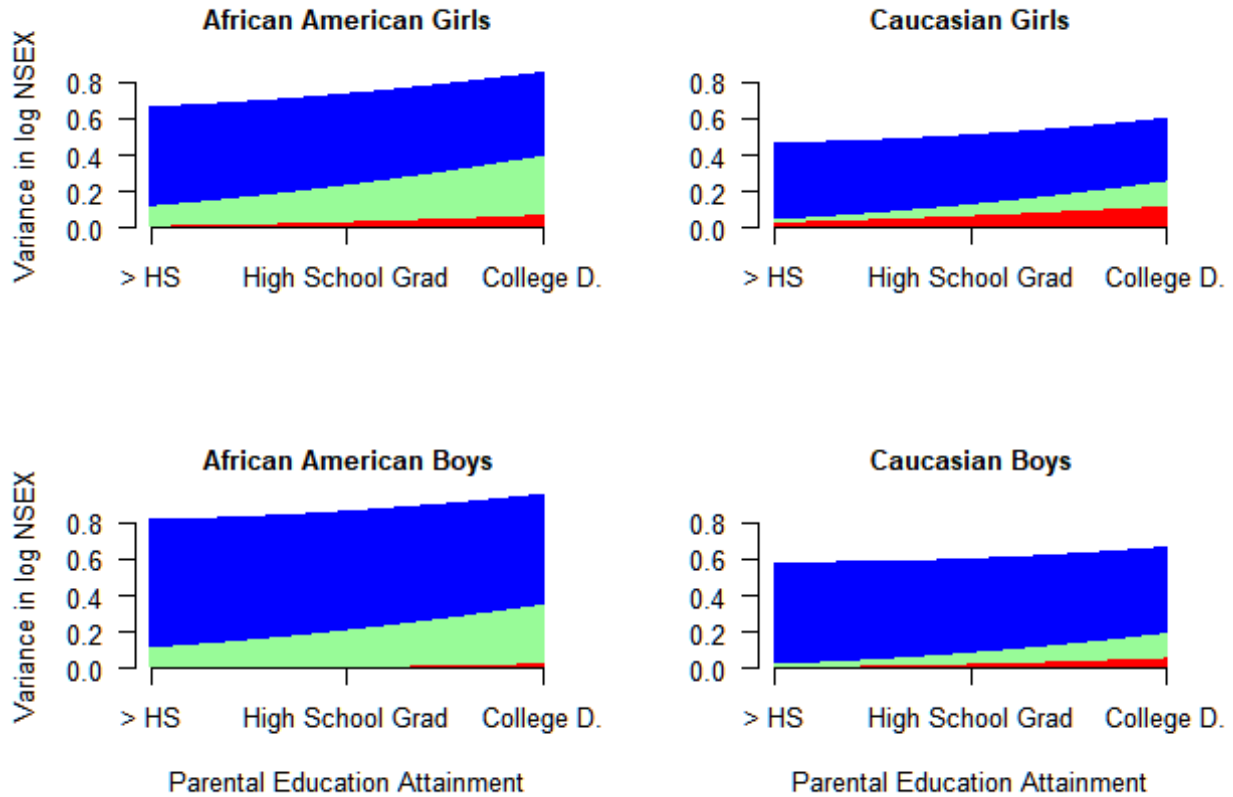 African American Girls
Caucasian Girls
Variance in log NSEX
0.8
0.6
0.4
0.2
0.0
> HS High School Grad College D.
0.8
0.6
0.4
0.2
0.0
> HS High School Grad College D.
African American Boys
Caucasian Boys
Variance in log NSEX
0.8
0.6
0.4
0.2
0.0
> HS High School Grad College D.
Parental Education Attainment
0.8
0.6
0.4
0.2
0.0
> HS High School Grad College D.
Parental Education Attainment